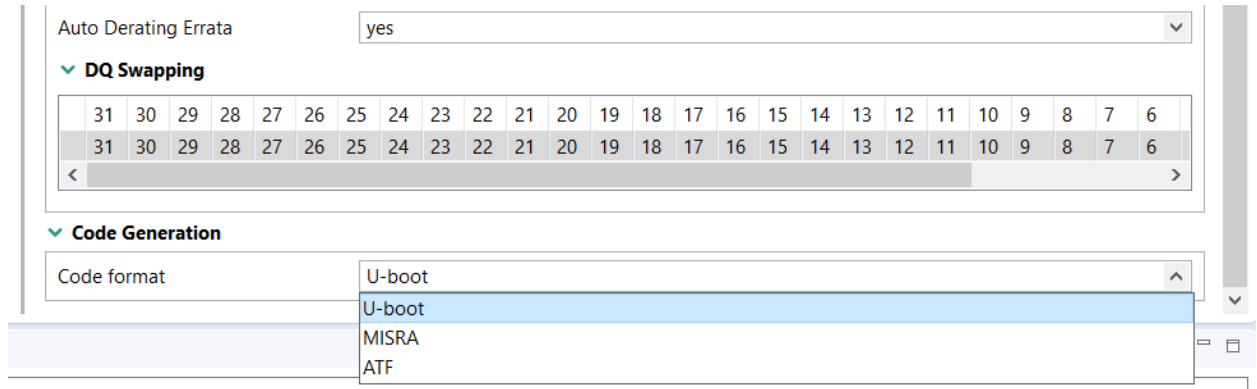 Auto Derating Errata yes
DQ Swapping
31 30 29 28 27 26 25 24 23 22 21 20 19 18 17 16 15 14 13 12 11 10 9 8 7 6
31 30 29 28 27 26 25 24 23 22 21 20 19 18 17 16 15 14 13 12 11 10 9 8 7 6
Code Generation
Code format U-boot
U-boot
MISRA
ATF